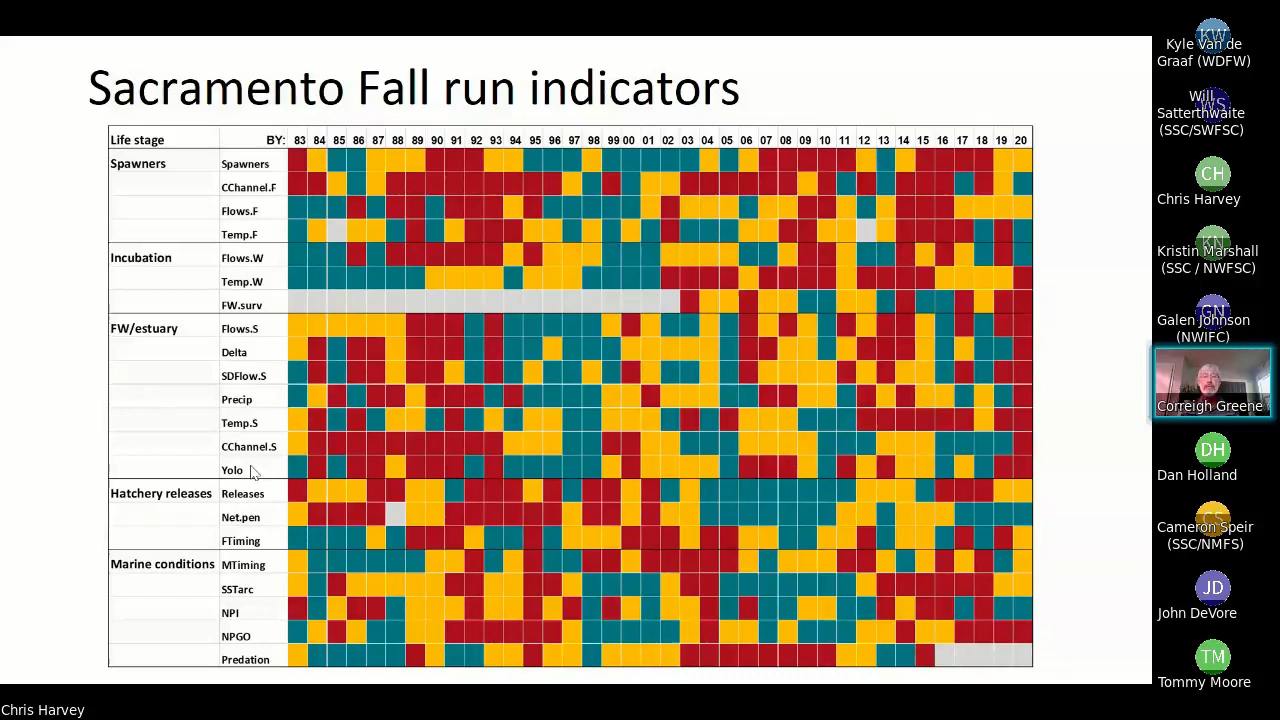 Sacramento Fall run indicators
Life stage BY: 83 84 85 86 87 88 89 90 91 92 93 94 95 96 97 98 99 00 01 02 03 04 05 06 07 08 09 10 11 12 13 14 15 16 17 18 19 20
Spawners Spawners
CChannel.F
Flows.F
Temp.F
Incubation Flows.W
Temp.W
FW.surv
FW/estuary Flows.S
Delta
SDFlow.S
Precip
Temp.S
CChannel.S
Yolo
Hatchery releases Releases
Net.pen
FTiming
Marine conditions MTiming
SSTarc
NPI
NPGO
Predation
KW
Kyle Van de
Graaf (WDFW)
WS
Will
Satterthwaite
(SSC/SWFSC)
CH
Chris Harvey
KN
Kristin Marshall
(SSC / NWFSC)
GN
Galen Johnson
(NWIFC)
Correigh Greene
DH
Dan Holland
CS
Cameron Speir
(SSC/NMFS)
JD
John DeVore
TM
Tommy Moore
Chris Harvey